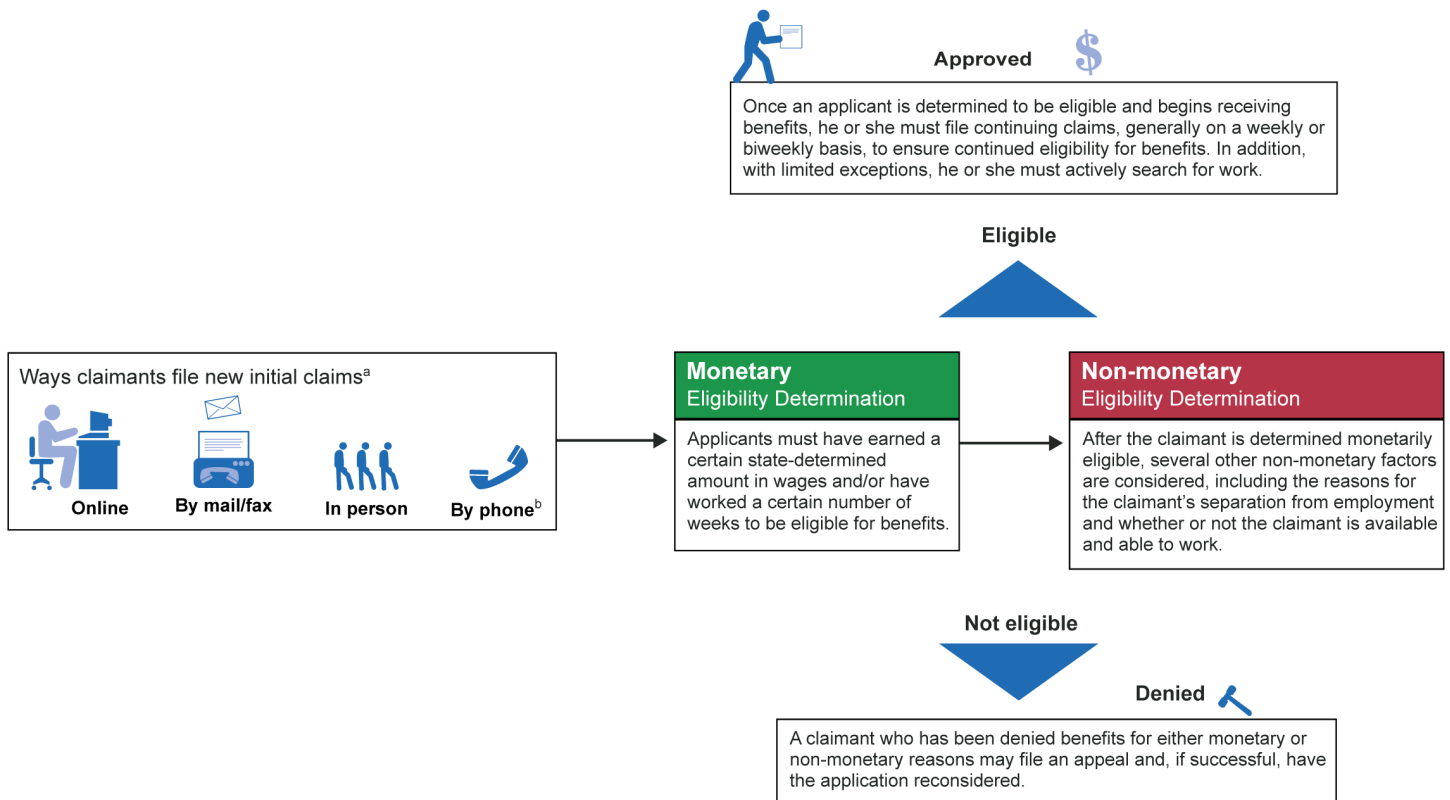 Approved
$
Once an applicant is determined to be eligible and begins receiving
benefits, he or she must file continuing claims, generally on a weekly or
biweekly basis, to ensure continued eligibility for benefits. In addition,
with limited exceptions, he or she must actively search for work.
Eligible
Ways claimants file new initial claimsᵃ
Online
By mail/fax
In person
By phoneᵇ
Monetary
Eligibility Determination
Applicants must have earned a
certain state-determined
amount in wages and/or have
worked a certain number of
weeks to be eligible for benefits.
Non-monetary
Eligibility Determination
After the claimant is determined monetarily
eligible, several other non-monetary factors
are considered, including the reasons for
the claimant's separation from employment
and whether or not the claimant is available
and able to work.
Not eligible
Denied
A claimant who has been denied benefits for either monetary or
non-monetary reasons may file an appeal and, if successful, have
the application reconsidered.